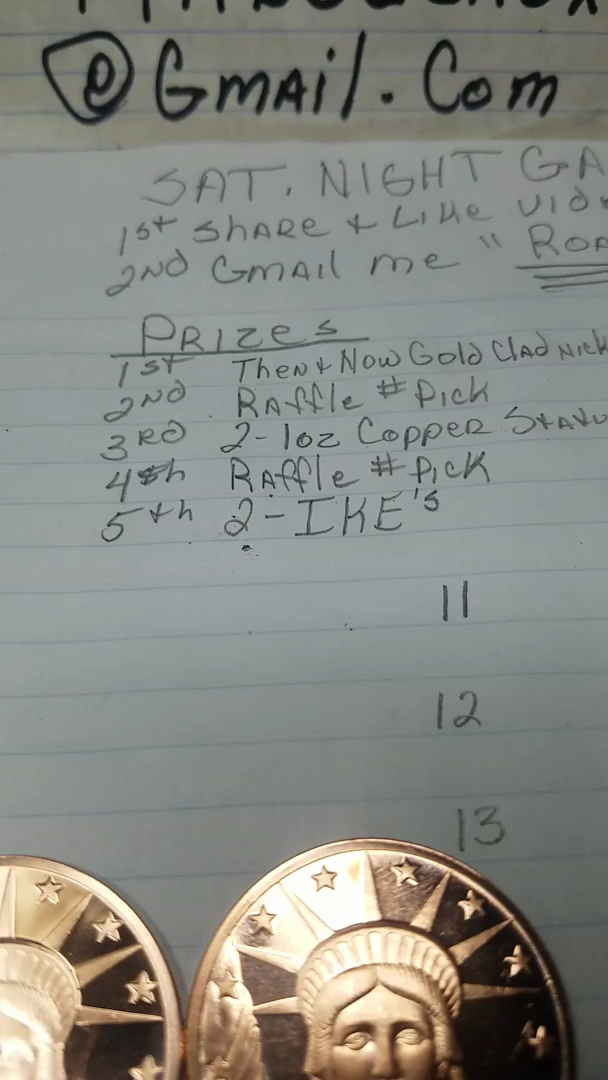 @Gmail.Com
SAT. NIGHT GA
1st SHARE & LIKE VID
2ND GMAIL me " ROA
PRIZES
1ST Then & Now Gold Clad Nick
2ND Raffle # Pick
3RD 2-1oz Copper Statu
4th Raffle # Pick
5th 2-IKE's
11
12
13